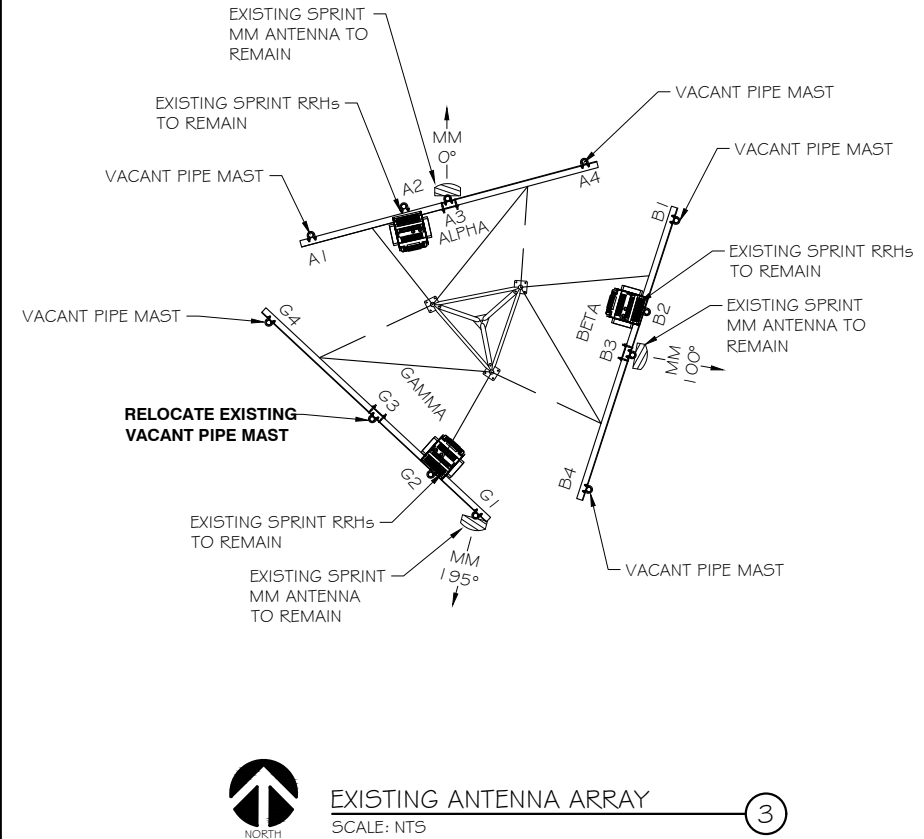 EXISTING SPRINT
MM ANTENNA TO
REMAIN
EXISTING SPRINT RRHs
TO REMAIN
VACANT PIPE MAST
VACANT PIPE MAST
VACANT PIPE MAST
MM
0°
A1
A2
A3
A4
ALPHA
B1
B2
B3
B4
BETA
EXISTING SPRINT RRHs
TO REMAIN
EXISTING SPRINT
MM ANTENNA TO
REMAIN
MM
100°
VACANT PIPE MAST
VACANT PIPE MAST
G4
G3
GAMMA
G2
G1
RELOCATE EXISTING
VACANT PIPE MAST
EXISTING SPRINT RRHs
TO REMAIN
EXISTING SPRINT
MM ANTENNA
TO REMAIN
MM
195°
NORTH
EXISTING ANTENNA ARRAY
SCALE: NTS
3